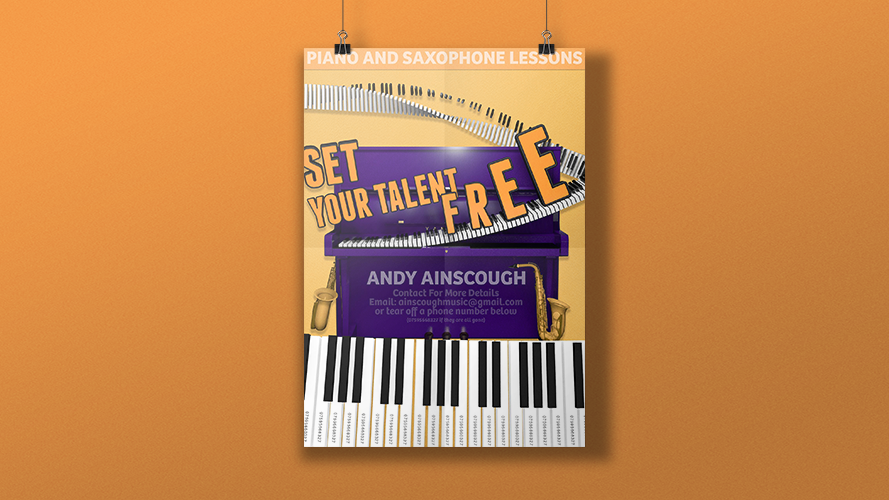 PIANO AND SAXOPHONE LESSONS
SET
YOUR TALENT
FREE
ANDY AINSCOUGH
Contact For More Details
Email: ainscoughmusic@gmail.com
or tear off a phone number below